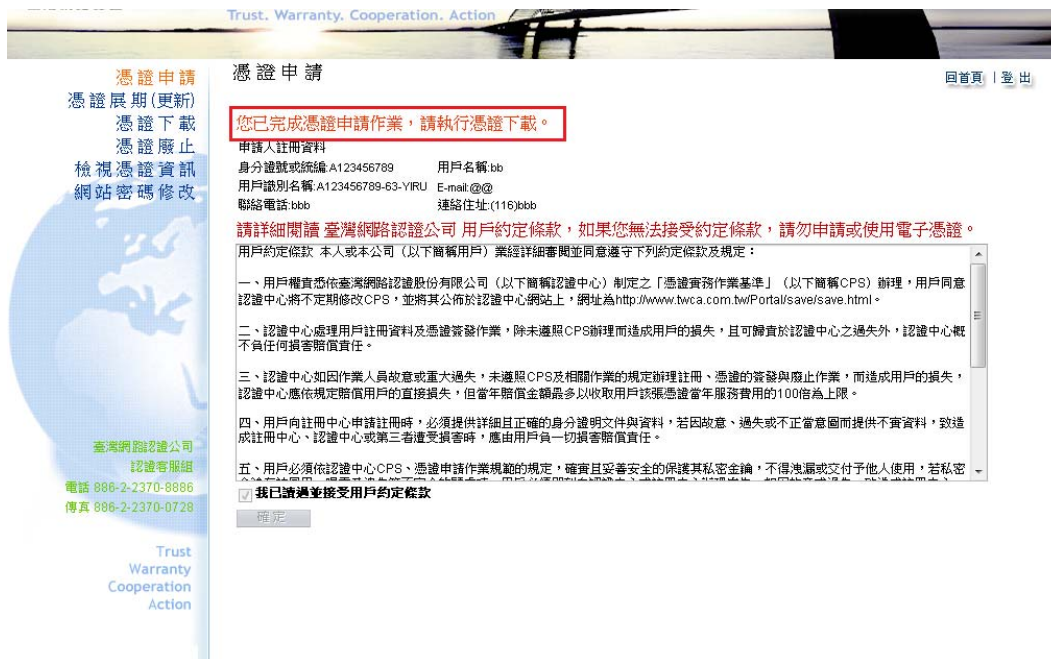 Trust. Warranty. Cooperation. Action
憑證申請
憑證展期(更新)
憑證下載
憑證廢止
檢視憑證資訊
網站密碼修改
臺灣網路認證公司
認證客服組
電話 886-2-2370-8886
傳真 886-2-2370-0728
Trust
Warranty
Cooperation
Action
憑證申請
回首頁 | 登出
您已完成憑證申請作業，請執行憑證下載。
申請人註冊資料
身分證號或統編:A123456789 用戶名稱:bb
用戶識別名稱:A123456789-63-YIRU E-mail:@@
聯絡電話:bbb 連絡住址:(116)bbb
請詳細閱讀 臺灣網路認證公司 用戶約定條款，如果您無法接受約定條款，請勿申請或使用電子憑證。
用戶約定條款 本人或本公司（以下簡稱用戶）業經詳細審閱並同意遵守下列約定條款及規定：
一、用戶權責悉依臺灣網路認證股份有限公司（以下簡稱認證中心）制定之「憑證實務作業基準」（以下簡稱CPS）辦理，用戶同意
認證中心將不定期修改CPS，並將其公佈於認證中心網站上，網址為http://www.twca.com.tw/Portal/save/save.html。
二、認證中心處理用戶註冊資料及憑證簽發作業，除未遵照CPS辦理而造成用戶的損失，且可歸責於認證中心之過失外，認證中心概
不負任何損害賠償責任。
三、認證中心如因作業人員故意或重大過失，未遵照CPS及相關作業的規定辦理註冊、憑證的簽發與廢止作業，而造成用戶的損失，
認證中心應依規定賠償用戶的直接損失，但當年賠償金額最多以收取用戶該張憑證當年服務費用的100倍為上限。
四、用戶向註冊中心申請註冊時，必須提供詳細且正確的身分證明文件與資料，若因故意、過失或不正當意圖而提供不實資料，致造
成註冊中心、認證中心或第三者遭受損害時，應由用戶負一切損害賠償責任。
五、用戶必須依認證中心CPS、憑證申請作業規範的規定，確實且妥善安全的保護其私密金鑰，不得洩漏或交付予他人使用，若私密
我已讀過並接受用戶約定條款
確定